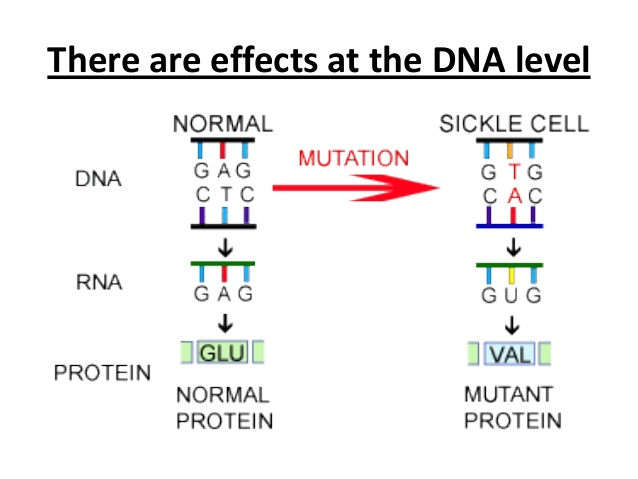 There are effects at the DNA level
NORMAL
SICKLE CELL
MUTATION
DNA
G A G
C T C
G T G
C A C
RNA
G A G
G U G
PROTEIN
GLU
VAL
NORMAL
PROTEIN
MUTANT
PROTEIN